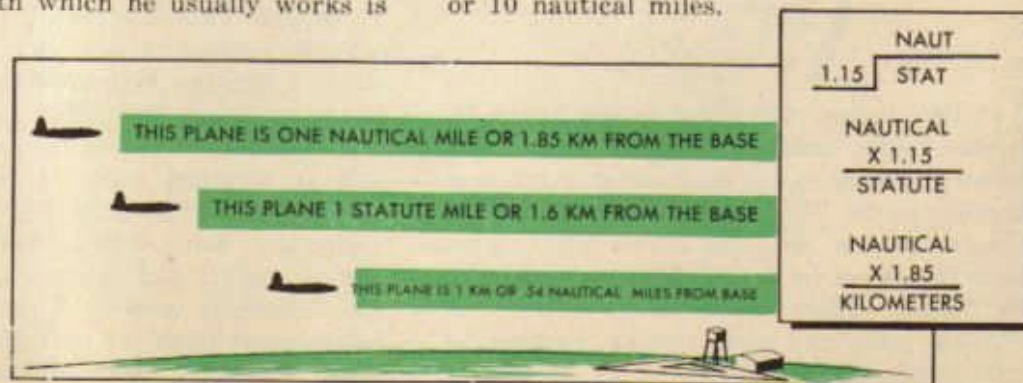 th which he usually works is
or 10 nautical miles.
THIS PLANE IS ONE NAUTICAL MILE OR 1.85 KM FROM THE BASE
THIS PLANE 1 STATUTE MILE OR 1.6 KM FROM THE BASE
THIS PLANE IS 1 KM OR .54 NAUTICAL MILES FROM BASE
NAUT
1.15 STAT
NAUTICAL
X 1.15
STATUTE
NAUTICAL
X 1.85
KILOMETERS